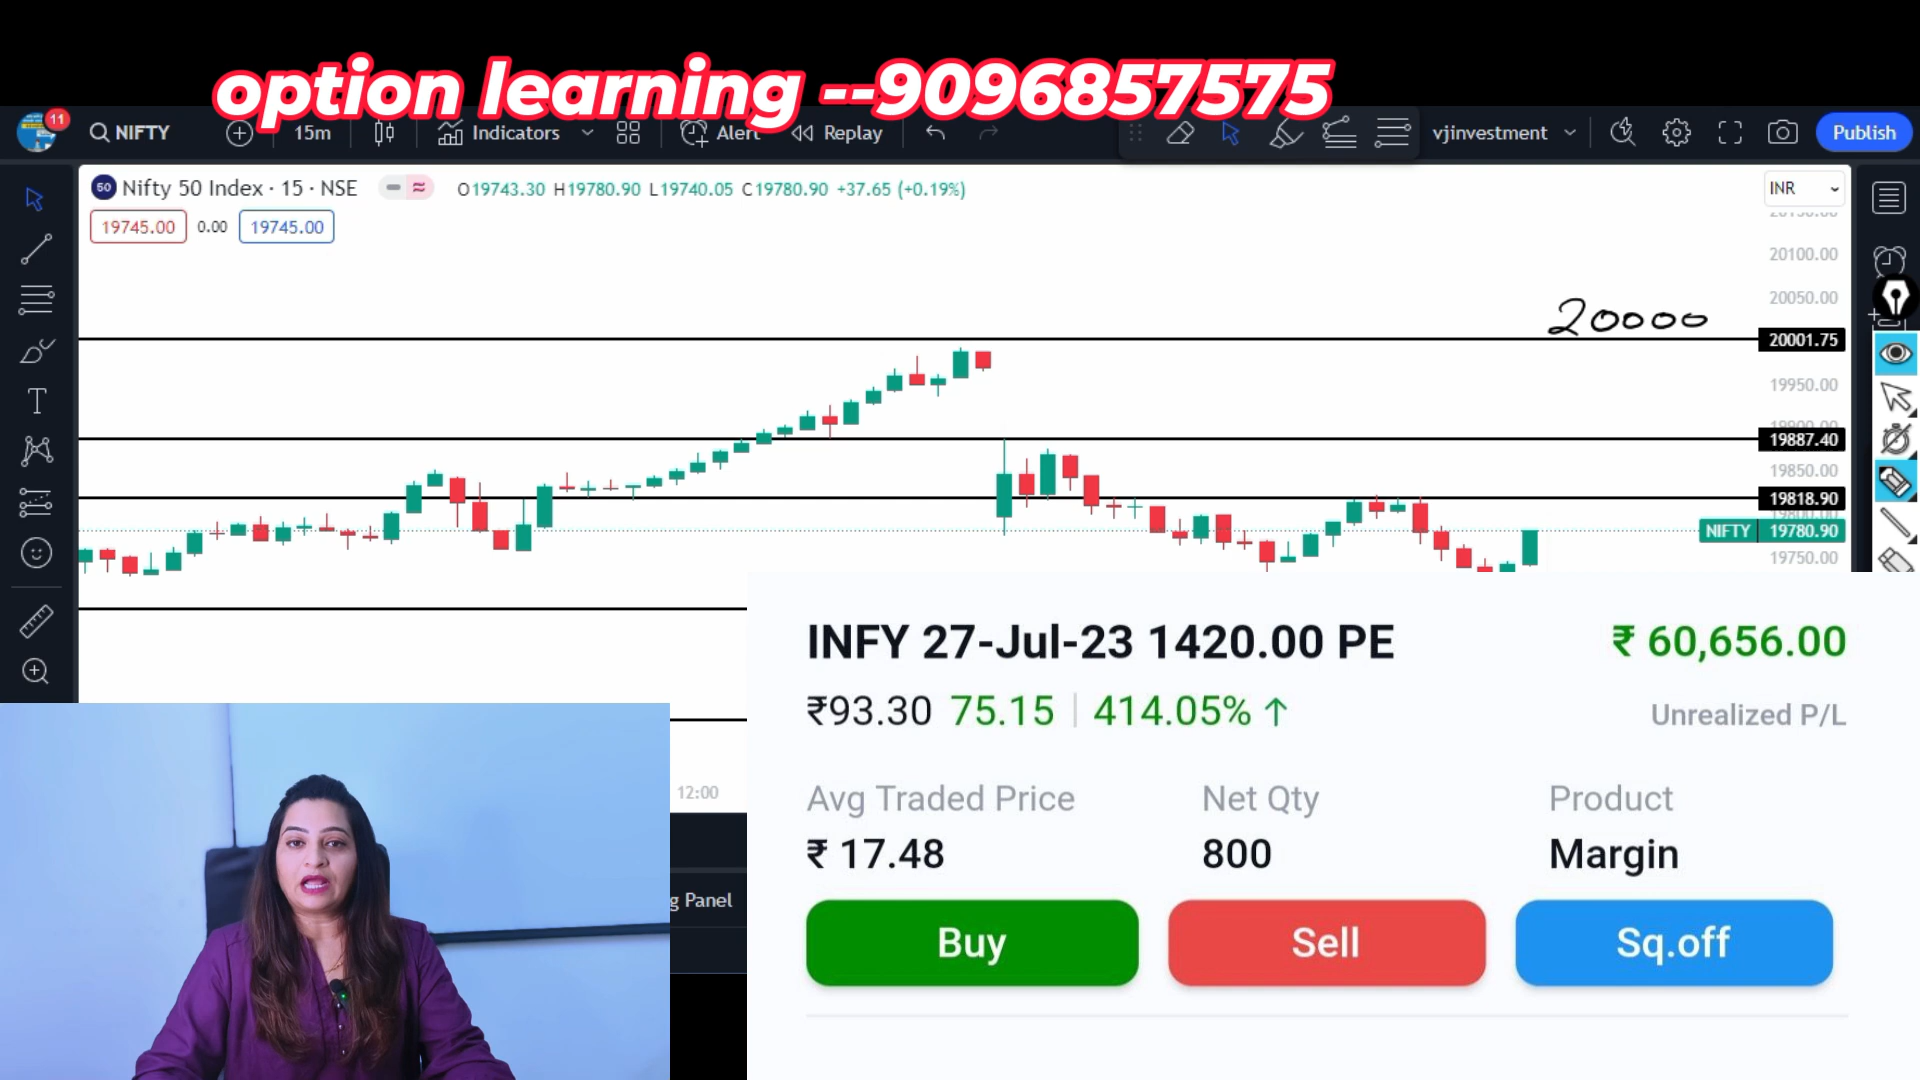 option learning --9096857575
11
NIFTY
15m
Indicators
Alert
Replay
vjinvestment
Publish
50
Nifty 50 Index · 15 · NSE
O19743.30 H19780.90 L19740.05 C19780.90 +37.65 (+0.19%)
INR
19745.00 0.00 19745.00
20100.00
20050.00
20000
20001.75
19950.00
19887.40
19850.00
19818.90
NIFTY 19780.90
19750.00
INFY 27-Jul-23 1420.00 PE
₹ 60,656.00
₹93.30 75.15 414.05% ↑
Unrealized P/L
12:00
Avg Traded Price
Net Qty
Product
₹ 17.48
800
Margin
g Panel
Buy
Sell
Sq.off